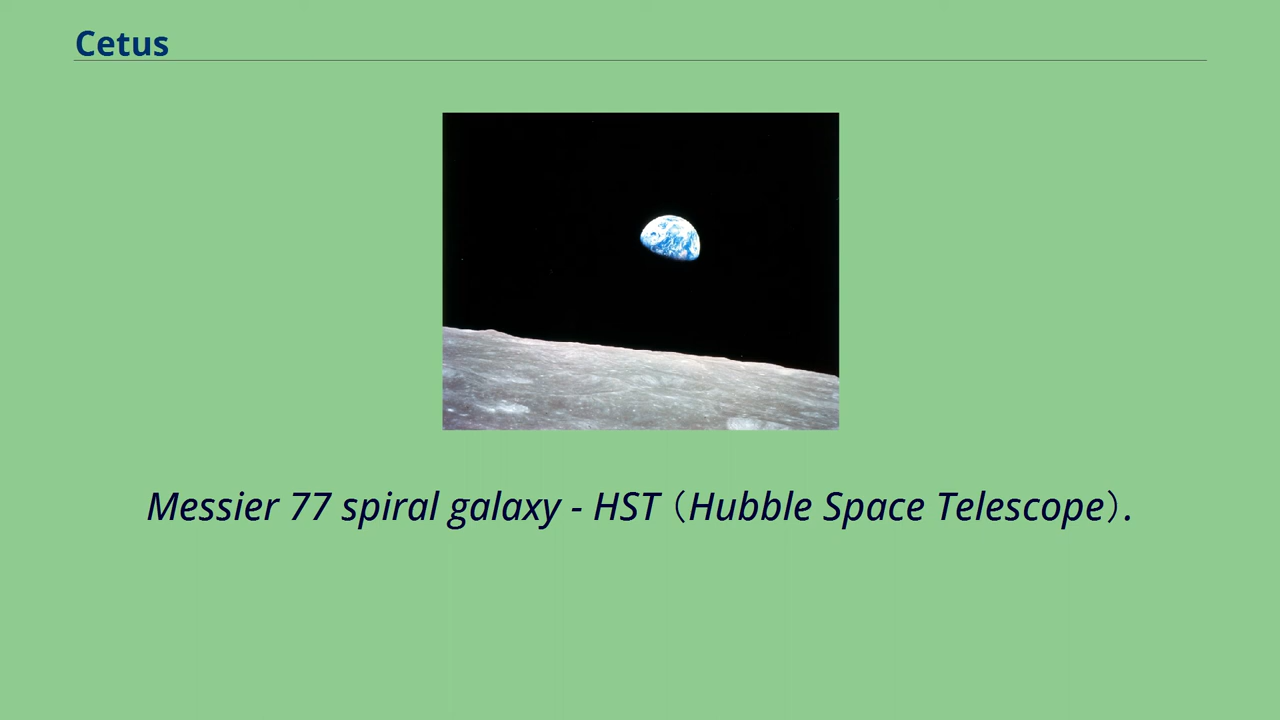 Cetus
Messier 77 spiral galaxy - HST（Hubble Space Telescope）.